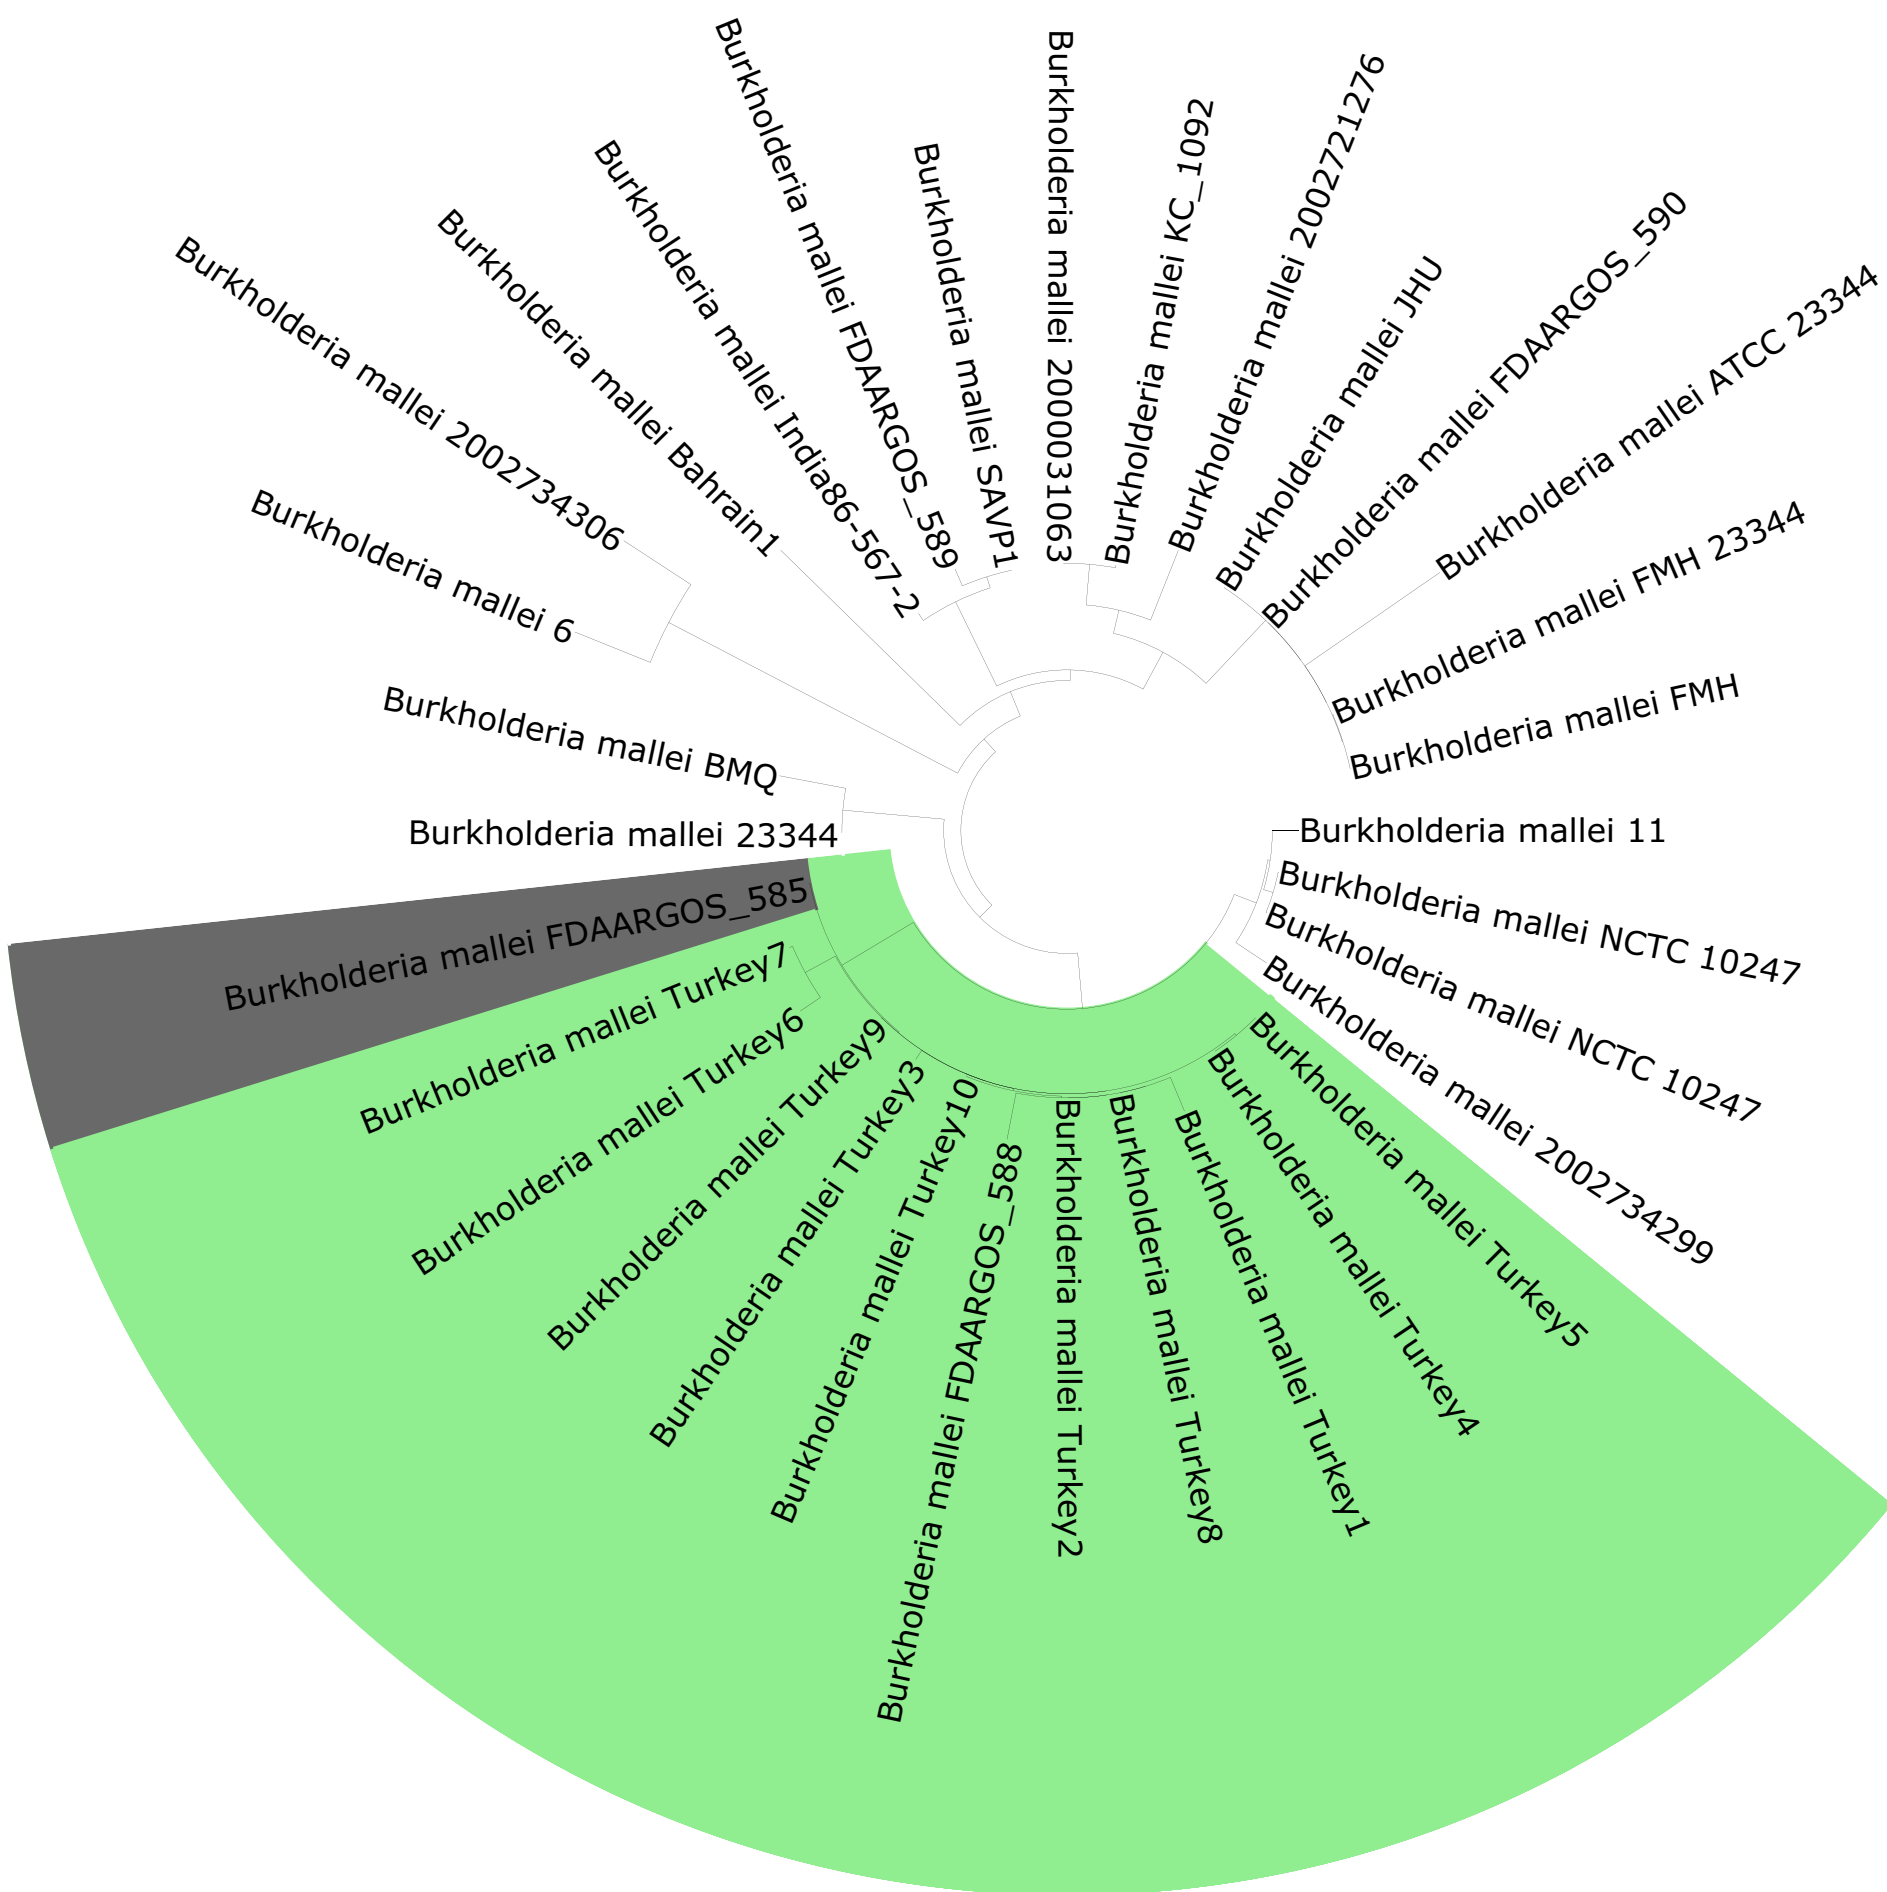 Burkholderia mallei FDAARGOS_589
Burkholderia mallei SAVP1
Burkholderia mallei 2000031063
Burkholderia mallei KC_1092
Burkholderia mallei 2002721276
Burkholderia mallei JHU
Burkholderia mallei FDAARGOS_590
Burkholderia mallei ATCC 23344
Burkholderia mallei FMH 23344
Burkholderia mallei FMH
Burkholderia mallei 11
Burkholderia mallei NCTC 10247
Burkholderia mallei NCTC 10247
Burkholderia mallei 2002734299
Burkholderia mallei Turkey5
Burkholderia mallei Turkey4
Burkholderia mallei Turkey1
Burkholderia mallei Turkey8
Burkholderia mallei Turkey2
Burkholderia mallei FDAARGOS_588
Burkholderia mallei Turkey10
Burkholderia mallei Turkey3
Burkholderia mallei Turkey9
Burkholderia mallei Turkey6
Burkholderia mallei Turkey7
Burkholderia mallei FDAARGOS_585
Burkholderia mallei 23344
Burkholderia mallei BMQ
Burkholderia mallei 6
Burkholderia mallei 2002734306
Burkholderia mallei Bahrain1
Burkholderia mallei India86-567-2